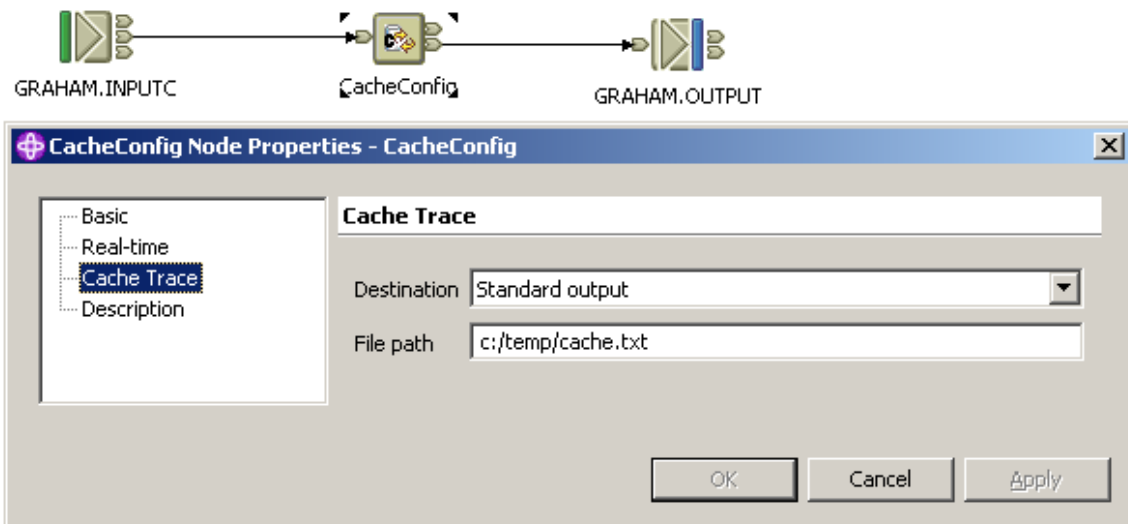 GRAHAM.INPUTC
CacheConfig
GRAHAM.OUTPUT
CacheConfig Node Properties - CacheConfig
Basic
Real-time
Cache Trace
Description
Cache Trace
Destination Standard output
File path c:/temp/cache.txt
OK Cancel Apply